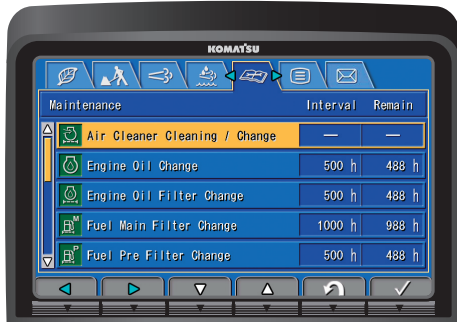 KOMATSU
Maintenance Interval Remain
Air Cleaner Cleaning / Change — —
Engine Oil Change 500 h 488 h
Engine Oil Filter Change 500 h 488 h
M Fuel Main Filter Change 1000 h 988 h
P Fuel Pre Filter Change 500 h 488 h